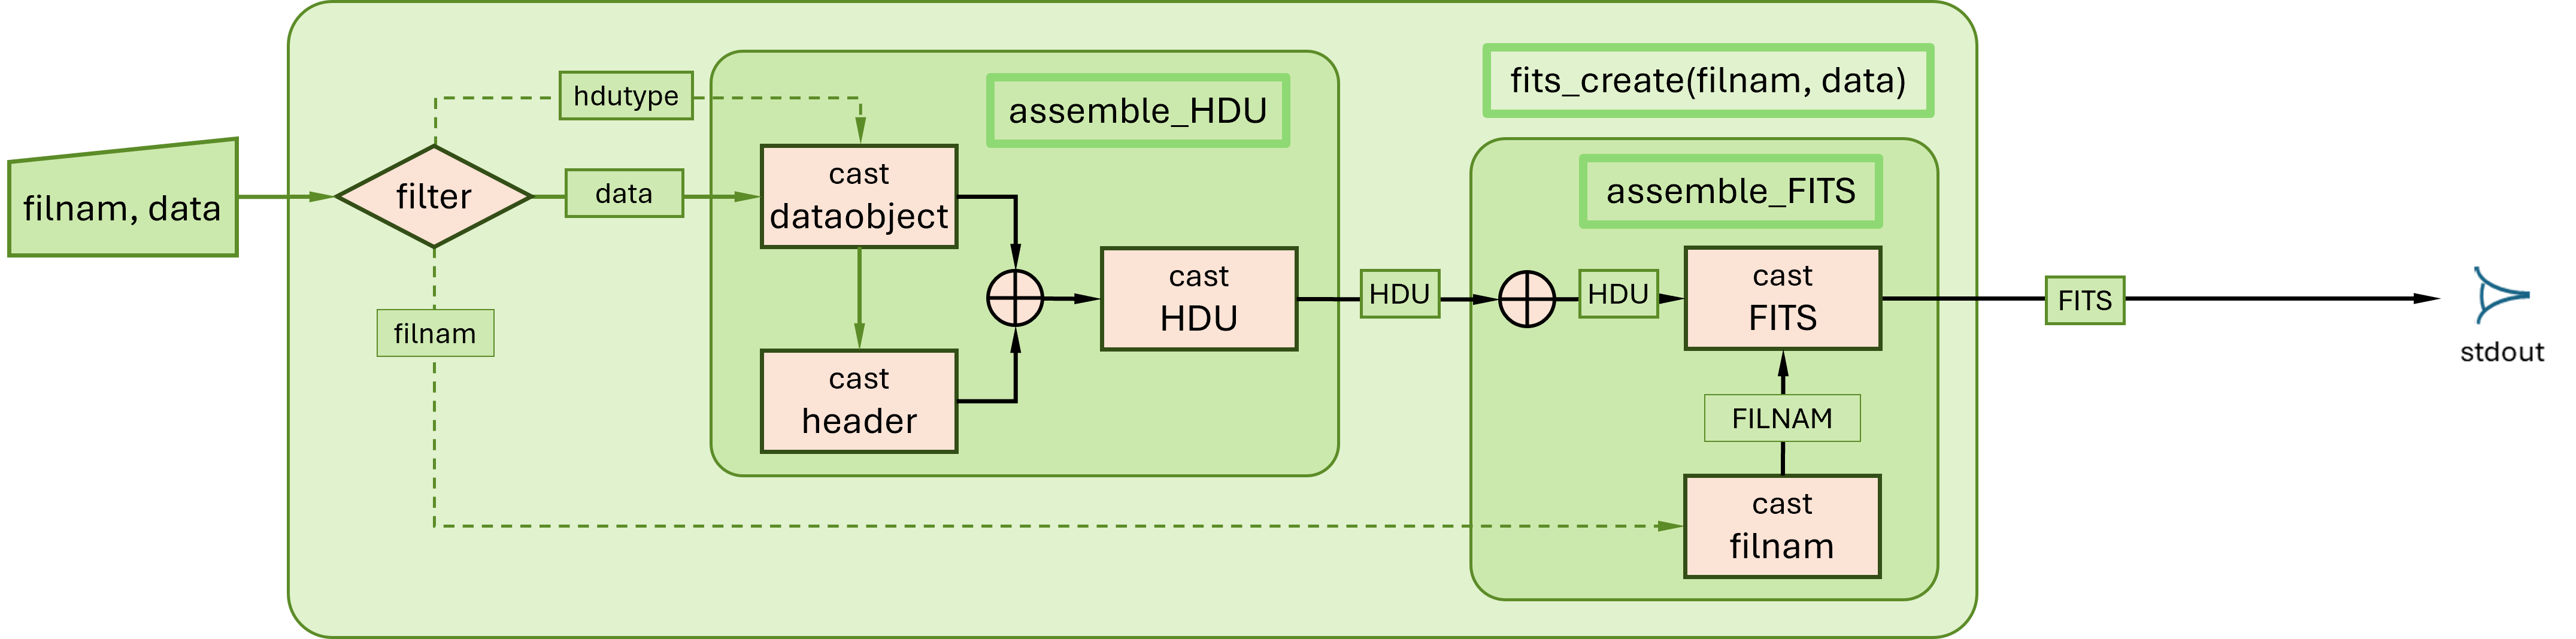 fits_create(filnam, data)
assemble_HDU
hdutype
filnam, data
filter
data
cast
dataobject
filnam
cast
header
cast
HDU
HDU
assemble_FITS
HDU
cast
FITS
FILNAM
cast
filnam
FITS
stdout